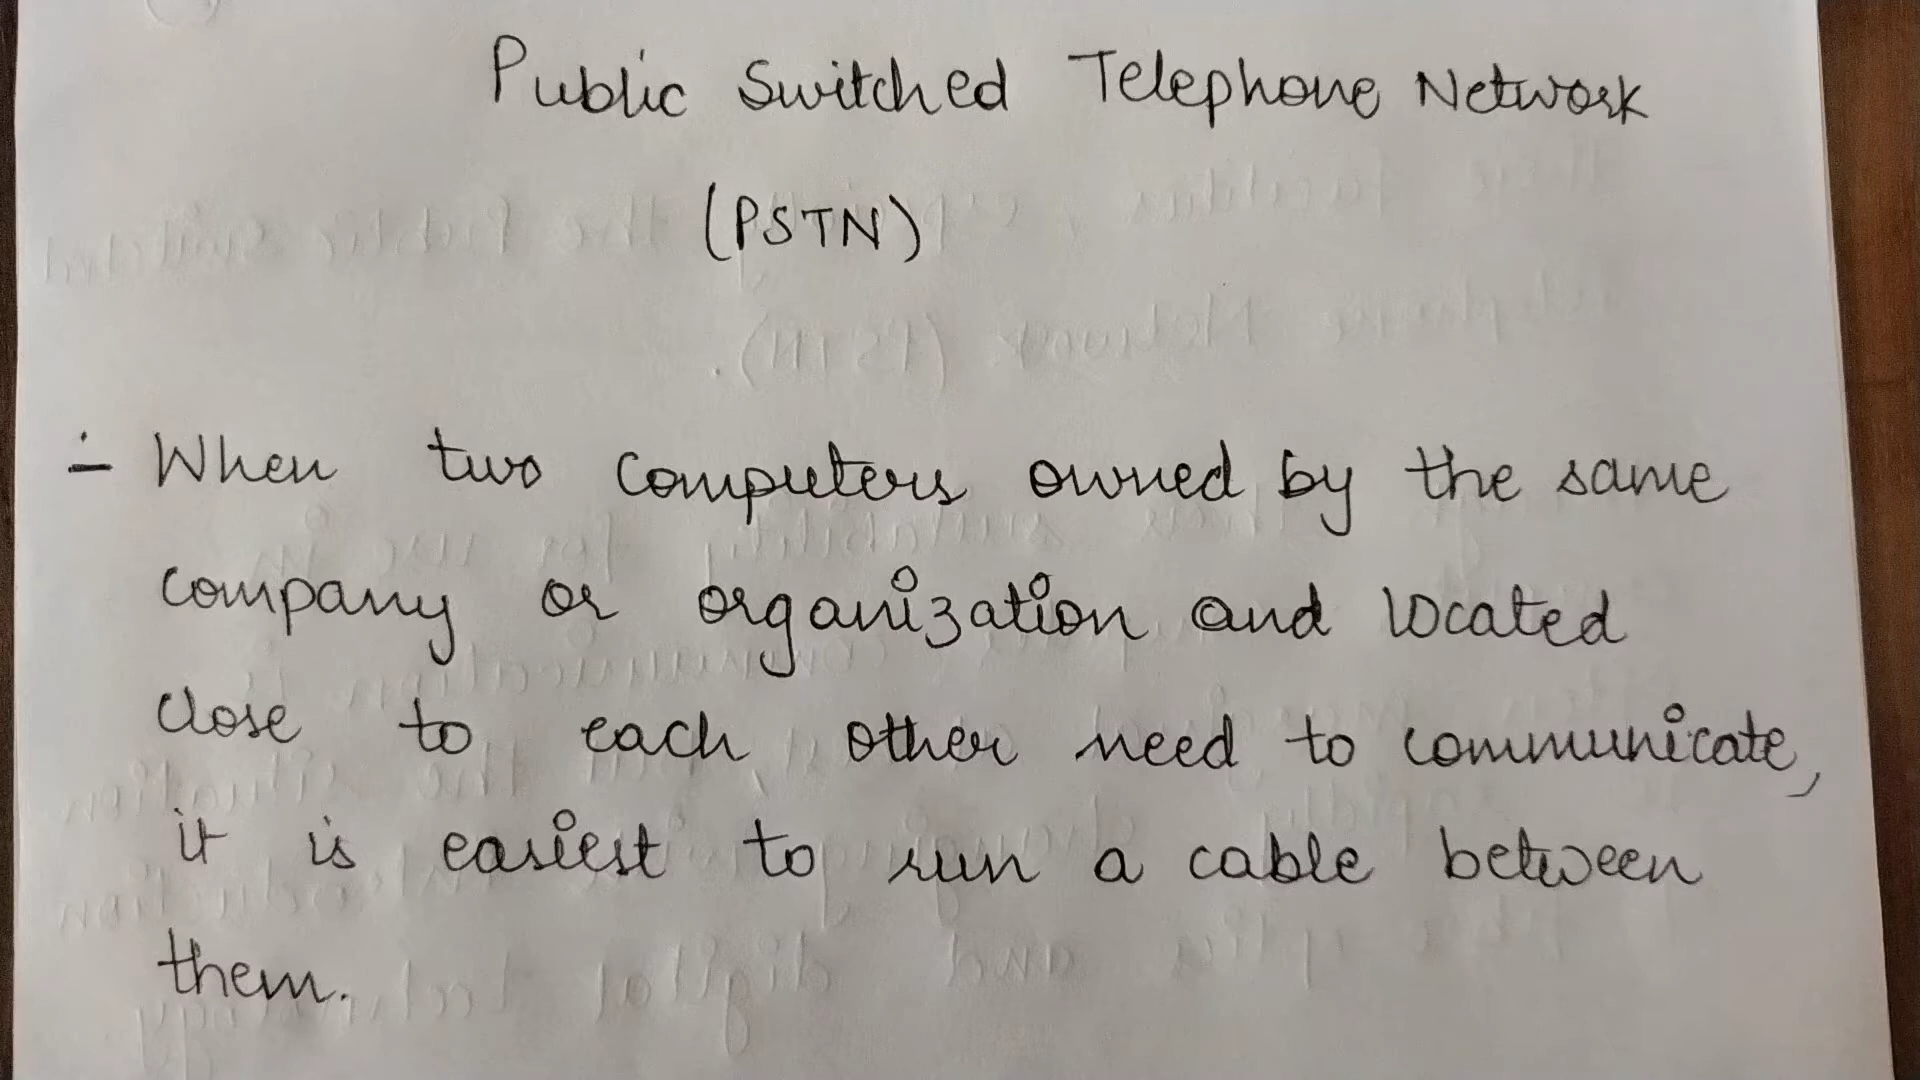 Public Switched Telephone Network
(PSTN)
∸ When two computers owned by the same
company or organization and located
close to each other need to communicate,
it is easiest to run a cable between
them.